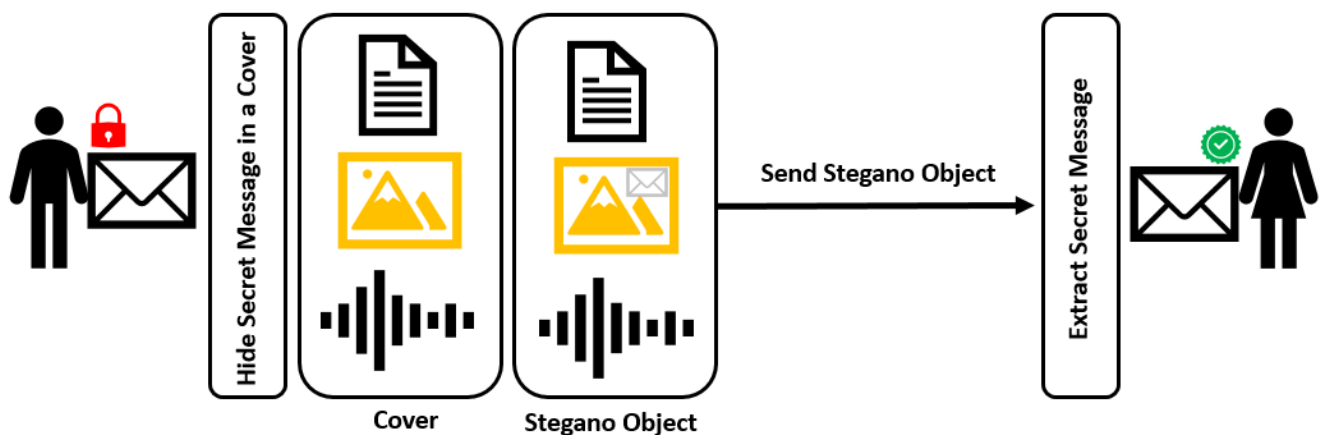 Hide Secret Message in a Cover
Cover
Stegano Object
Send Stegano Object
Extract Secret Message